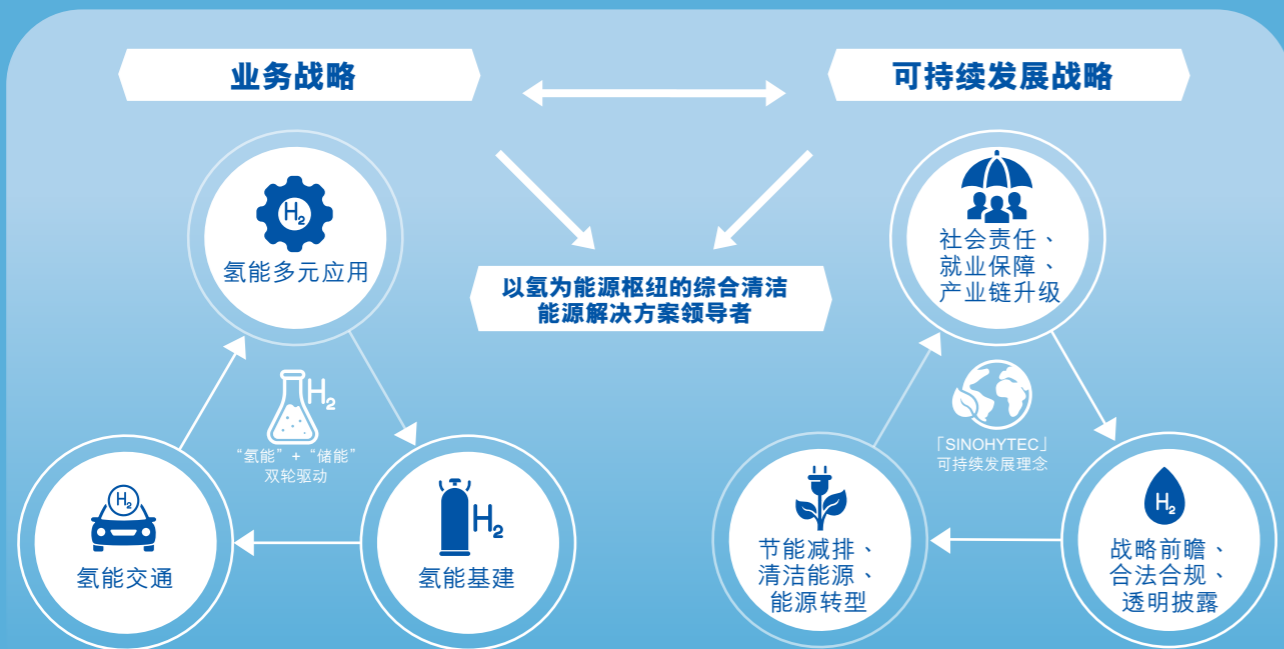 业务战略
可持续发展战略
H₂
氢能多元应用
社会责任、
就业保障、
产业链升级
以氢为能源枢纽的综合清洁
能源解决方案领导者
H₂
“氢能”+“储能”
双轮驱动
「SINOHYTEC」
可持续发展理念
H₂
氢能交通
H₂
氢能基建
节能减排、
清洁能源、
能源转型
H₂
战略前瞻、
合法合规、
透明披露